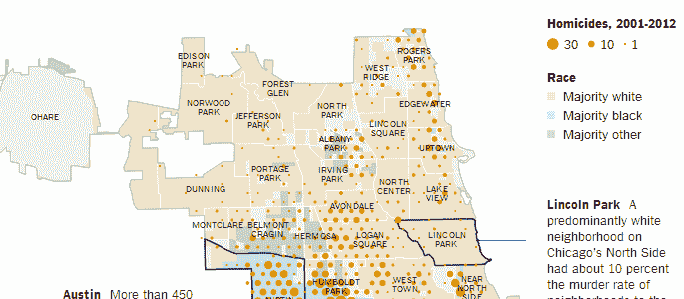 Homicides, 2001-2012
30 10 1
Race
Majority white
Majority black
Majority other
EDISON
PARK
ROGERS
PARK
WEST
RIDGE
FOREST
GLEN
NORWOOD
PARK
NORTH
PARK
EDGEWATER
OHARE
JEFFERSON
PARK
LINCOLN
SQUARE
ALBANY
PARK
UPTOWN
PORTAGE
PARK
IRVING
PARK
DUNNING
NORTH
CENTER
LAKE
VIEW
AVONDALE
MONTCLARE
BELMONT
CRAGIN
HERMOSA
LOGAN
SQUARE
LINCOLN
PARK
HUMBOLDT
PARK
WEST
TOWN
NEAR
NORTH
SIDE
AUSTIN
Lincoln Park A
predominantly white
neighborhood on
Chicago's North Side
had about 10 percent
the murder rate of
neighborhoods to the
Austin More than 450